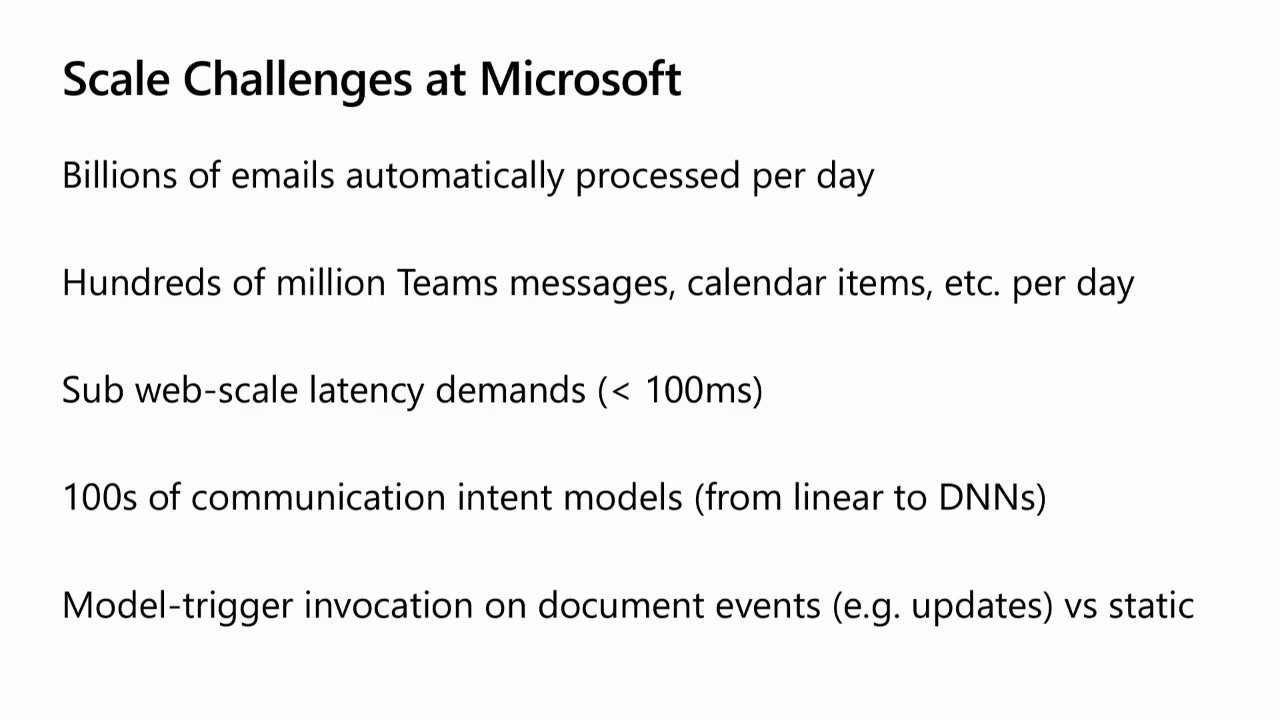 Scale Challenges at Microsoft
Billions of emails automatically processed per day
Hundreds of million Teams messages, calendar items, etc. per day
Sub web-scale latency demands (< 100ms)
100s of communication intent models (from linear to DNNs)
Model-trigger invocation on document events (e.g. updates) vs static